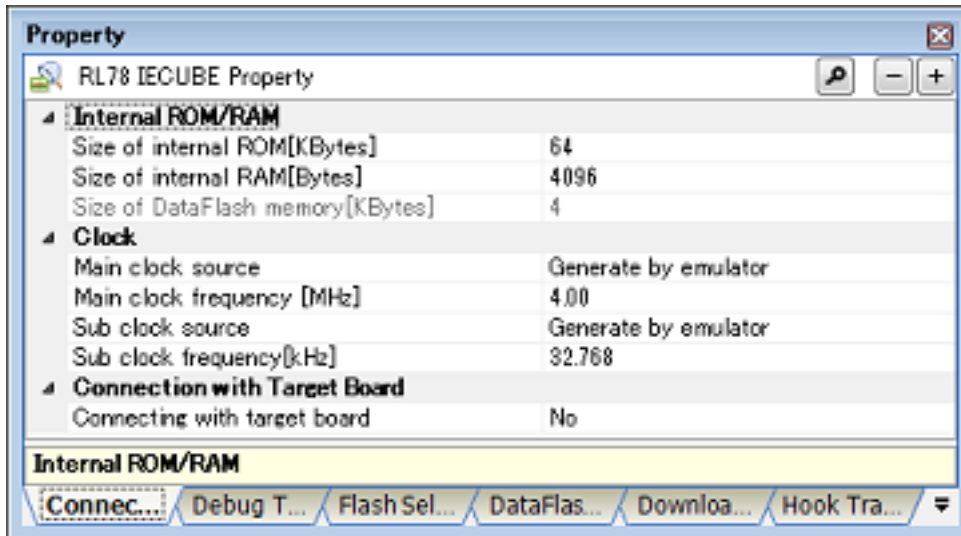 Property
RL78 IECUBE Property
Internal ROM/RAM
Size of internal ROM[KBytes] 64
Size of internal RAM[Bytes] 4096
Size of DataFlash memory[KBytes] 4
Clock
Main clock source Generate by emulator
Main clock frequency [MHz] 4.00
Sub clock source Generate by emulator
Sub clock frequency[kHz] 32.768
Connection with Target Board
Connecting with target board No
Internal ROM/RAM
Connec... Debug T... Flash Sel... DataFlas... Downloa... Hook Tra...